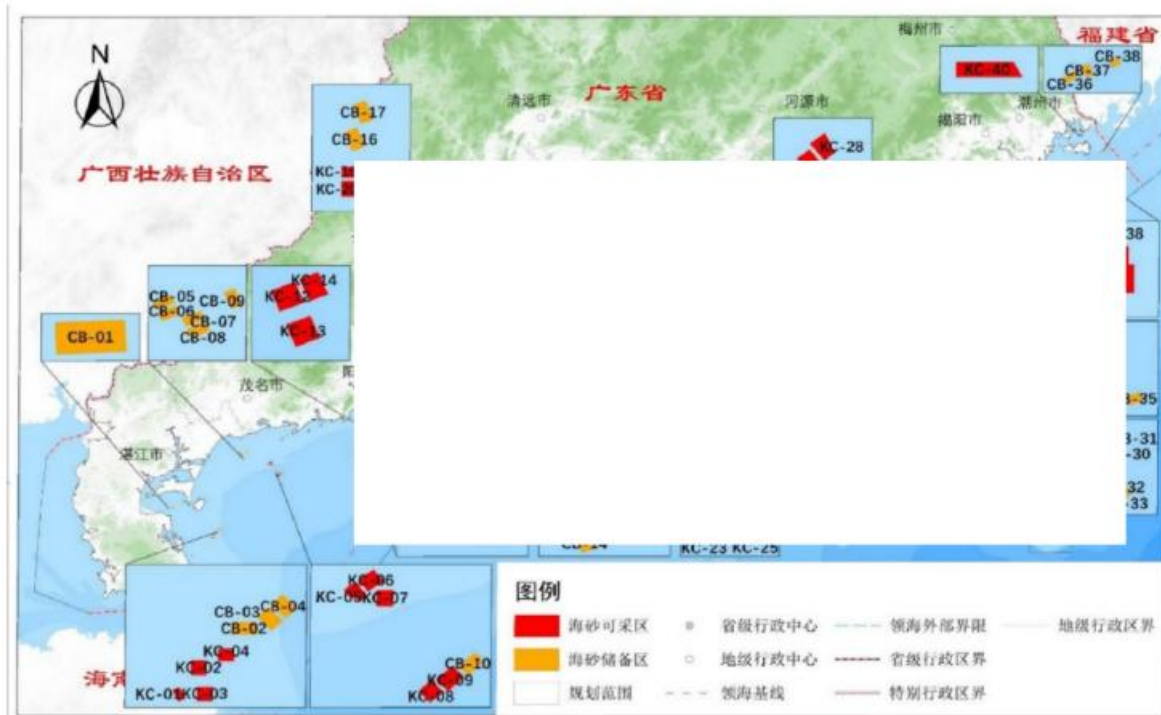 梅州市
福建省
CB-38
KC-40
CB-37
CB-36
N
清远市
广东省
河源市
潮州市
揭阳市
CB-17
CB-16
KC-28
广西壮族自治区
KC-14
KC-12
KC-13
CB-05
CB-09
CB-06
CB-07
CB-08
CB-01
茂名市
湛江市
KC-23 KC-25
KC-06
KC-05
KC-07
CB-04
CB-03
CB-02
KC-04
KC-02
KC-01
KC-03
CB-10
KC-09
KC-08
图例
海砂可采区
省级行政中心
领海外部界限
地级行政区界
海砂储备区
地级行政中心
省级行政区界
规划范围
领海基线
特别行政区界